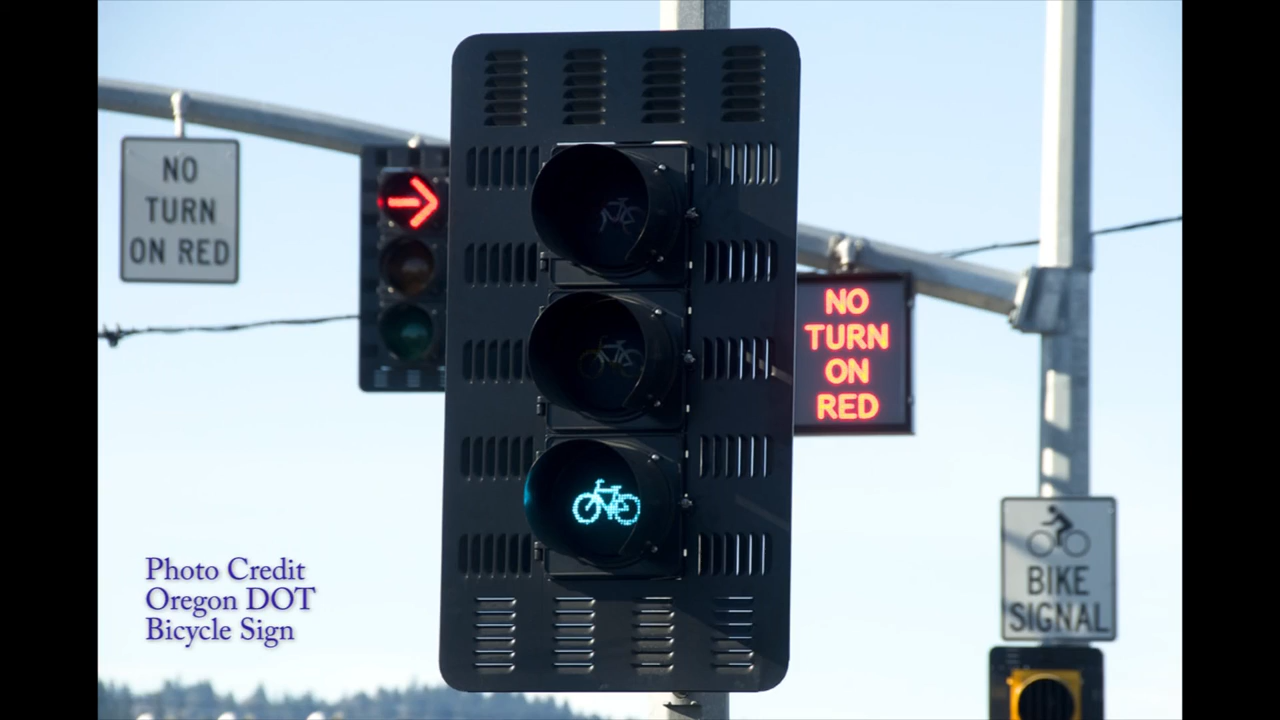 NO
TURN
ON RED
NO
TURN
ON
RED
BIKE
SIGNAL
Photo Credit
Oregon DOT
Bicycle Sign